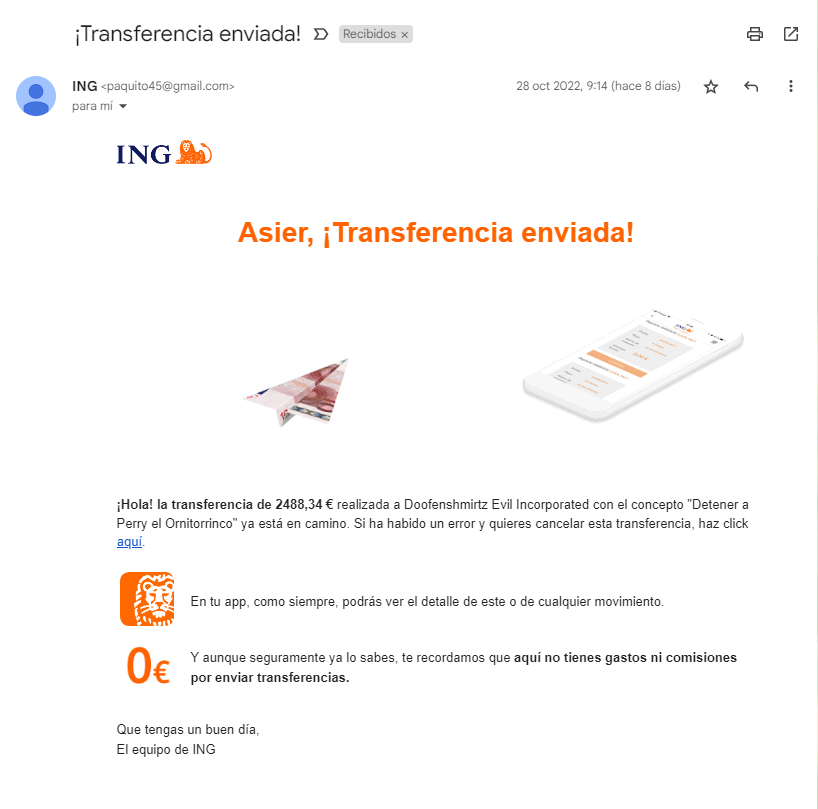 ¡Transferencia enviada!
Recibidos ×
ING <paquito45@gmail.com>
28 oct 2022, 9:14 (hace 8 días)
para mí
ING
Asier, ¡Transferencia enviada!
ING
¡Hola! la transferencia de 2488,34 € realizada a Doofenshmirtz Evil Incorporated con el concepto "Detener a
Perry el Ornitorrinco" ya está en camino. Si ha habido un error y quieres cancelar esta transferencia, haz click
aquí.
En tu app, como siempre, podrás ver el detalle de este o de cualquier movimiento.
0€
Y aunque seguramente ya lo sabes, te recordamos que aquí no tienes gastos ni comisiones
por enviar transferencias.
Que tengas un buen día,
El equipo de ING